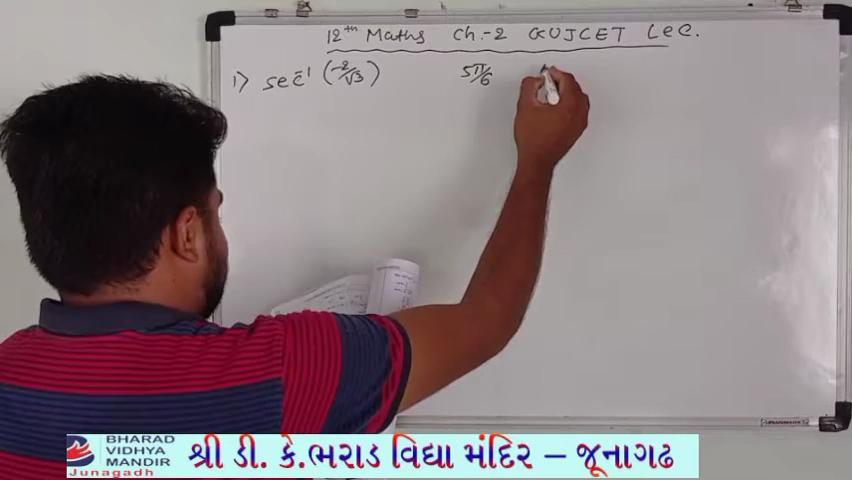 12th Maths Ch.-2 GUJCET Lec.
1) sec⁻¹ (-2/√3) 5π/6
BHARAD
VIDHYA
MANDIR
Junagadh
શ્રી ડી. કે.ભરાડ વિદ્યા મંદિર – જૂનાગઢ